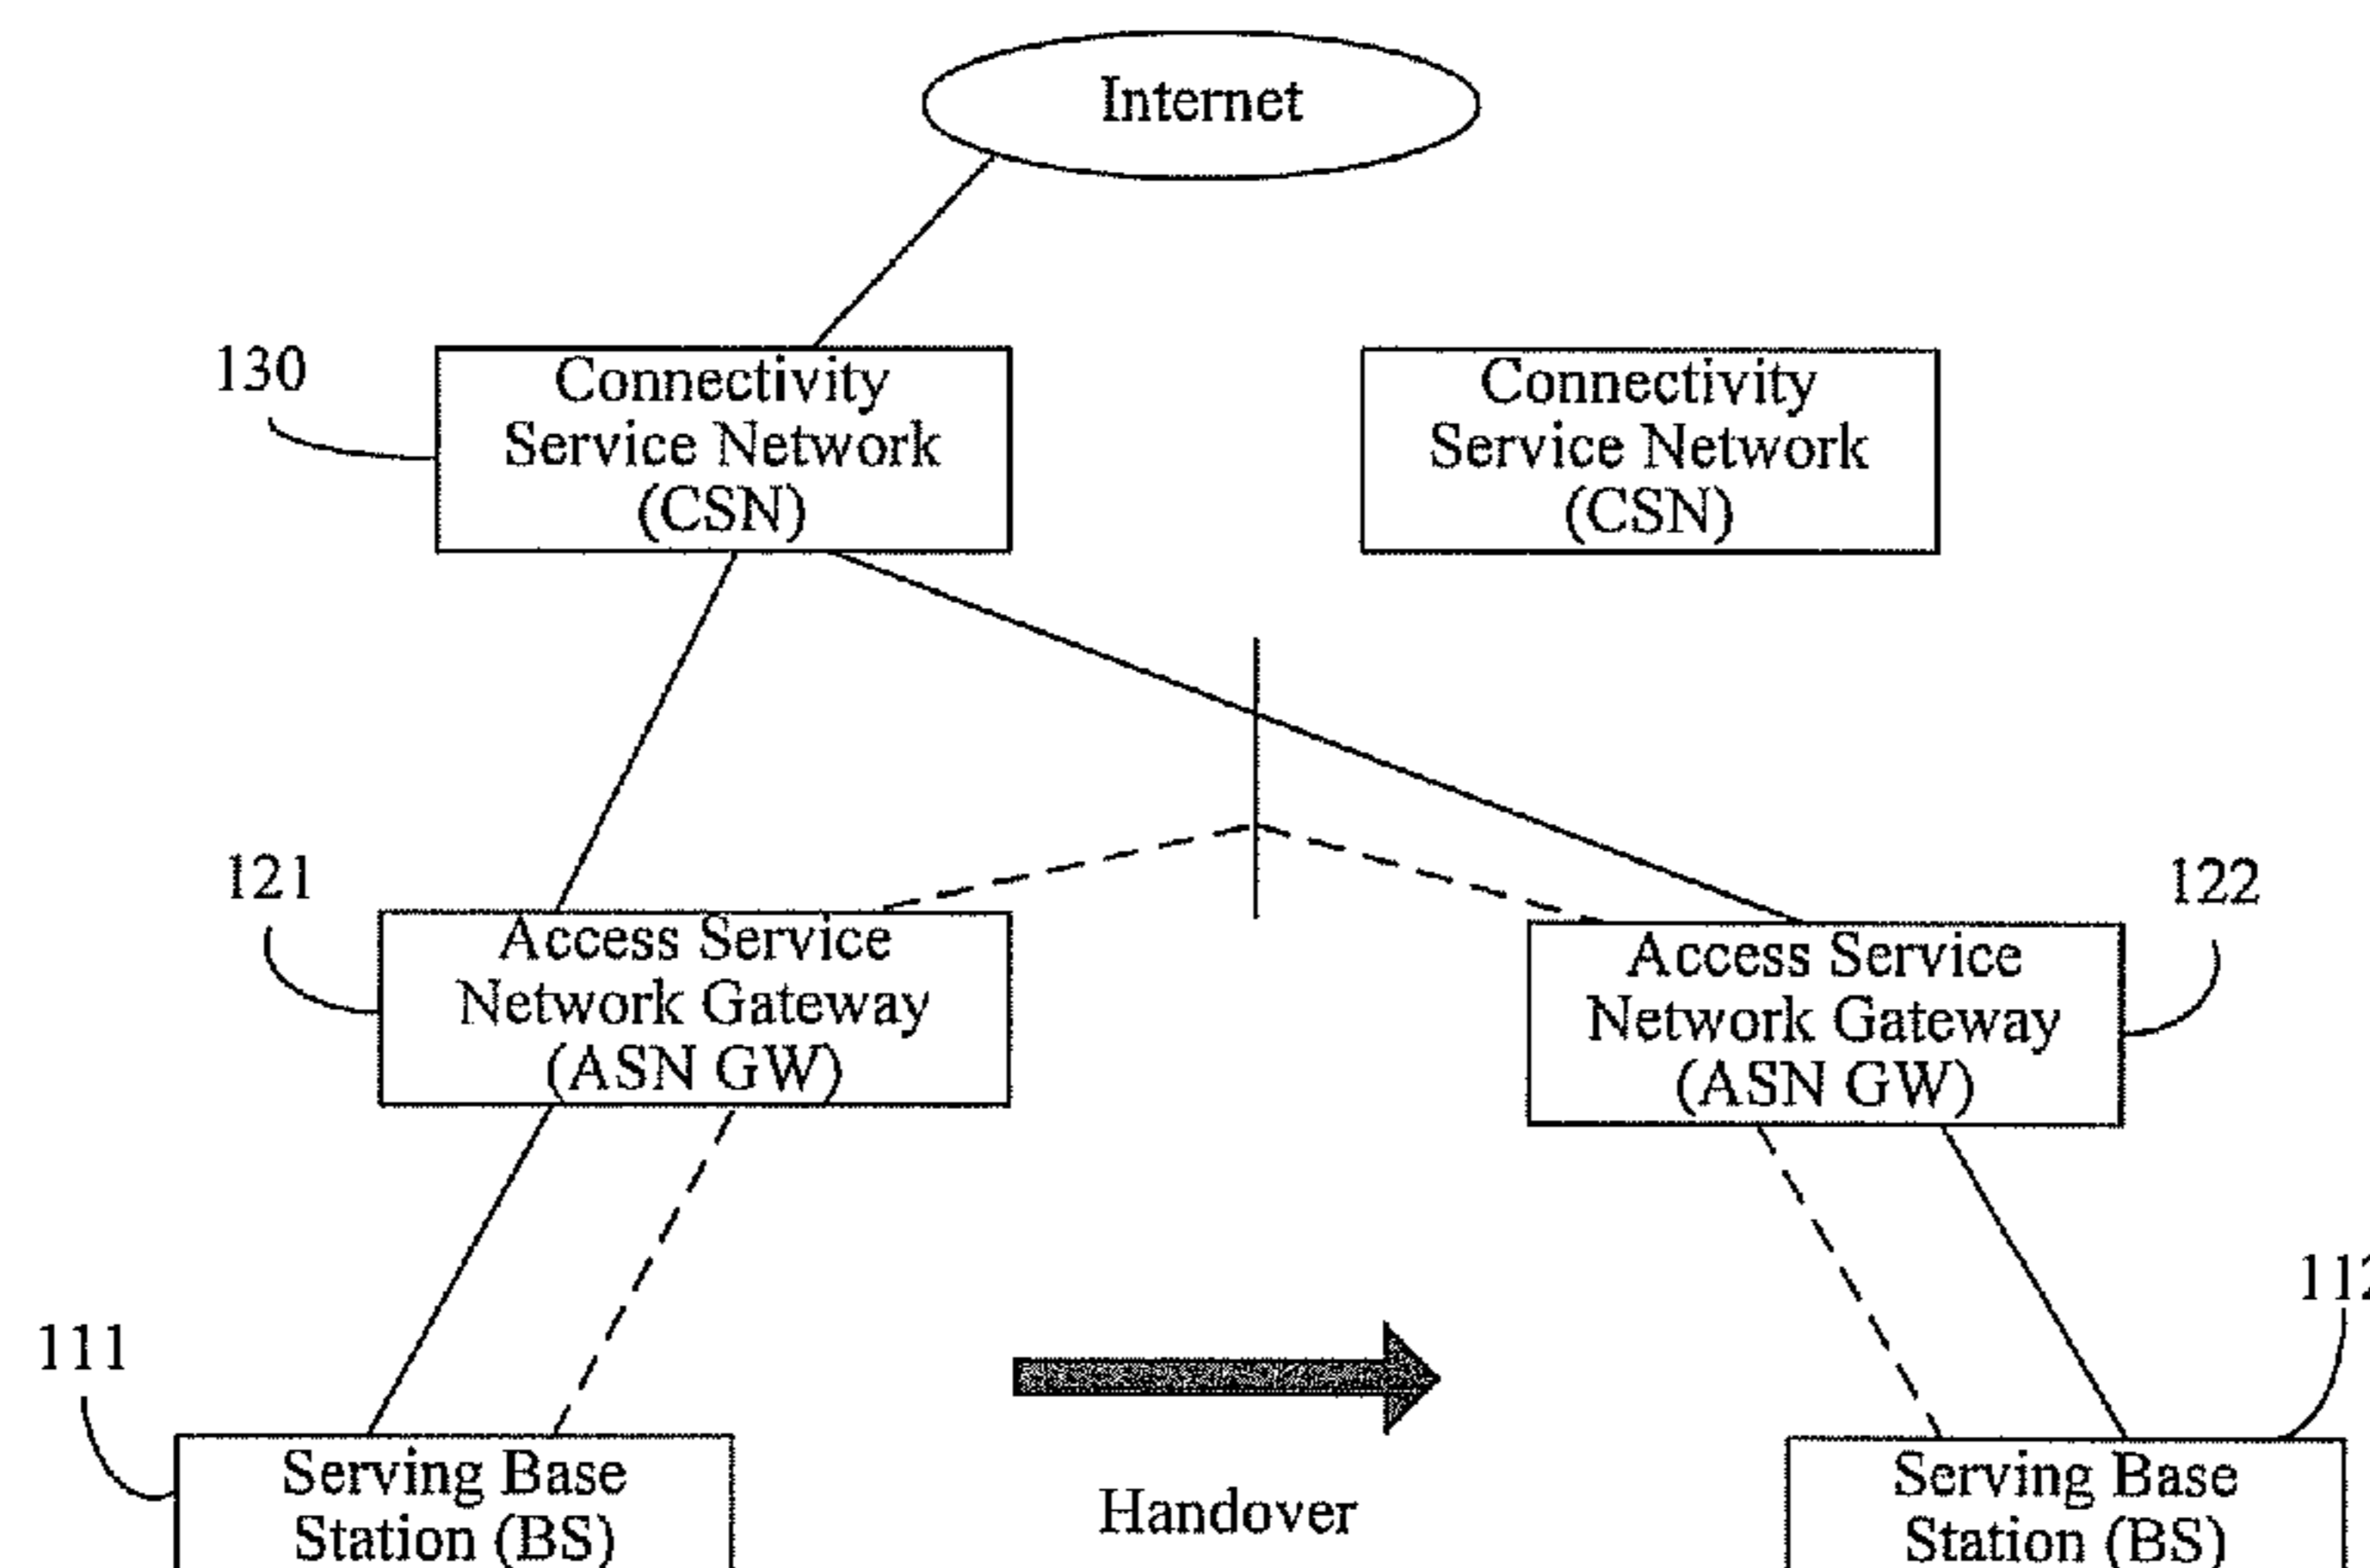 Internet
130
Connectivity
Service Network
(CSN)
Connectivity
Service Network
(CSN)
121
Access Service
Network Gateway
(ASN GW)
122
Access Service
Network Gateway
(ASN GW)
111
Serving Base
Station (BS)
Handover
112
Serving Base
Station (BS)